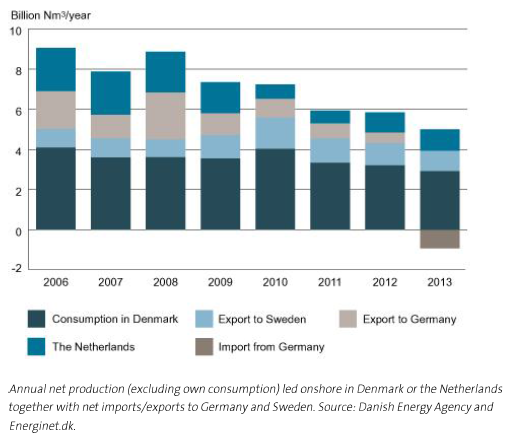 Billion Nm³/year
10
8
6
4
2
0
-2
2006 2007 2008 2009 2010 2011 2012 2013
Consumption in Denmark Export to Sweden Export to Germany
The Netherlands Import from Germany
Annual net production (excluding own consumption) led onshore in Denmark or the Netherlands
together with net imports/exports to Germany and Sweden. Source: Danish Energy Agency and
Energinet.dk.